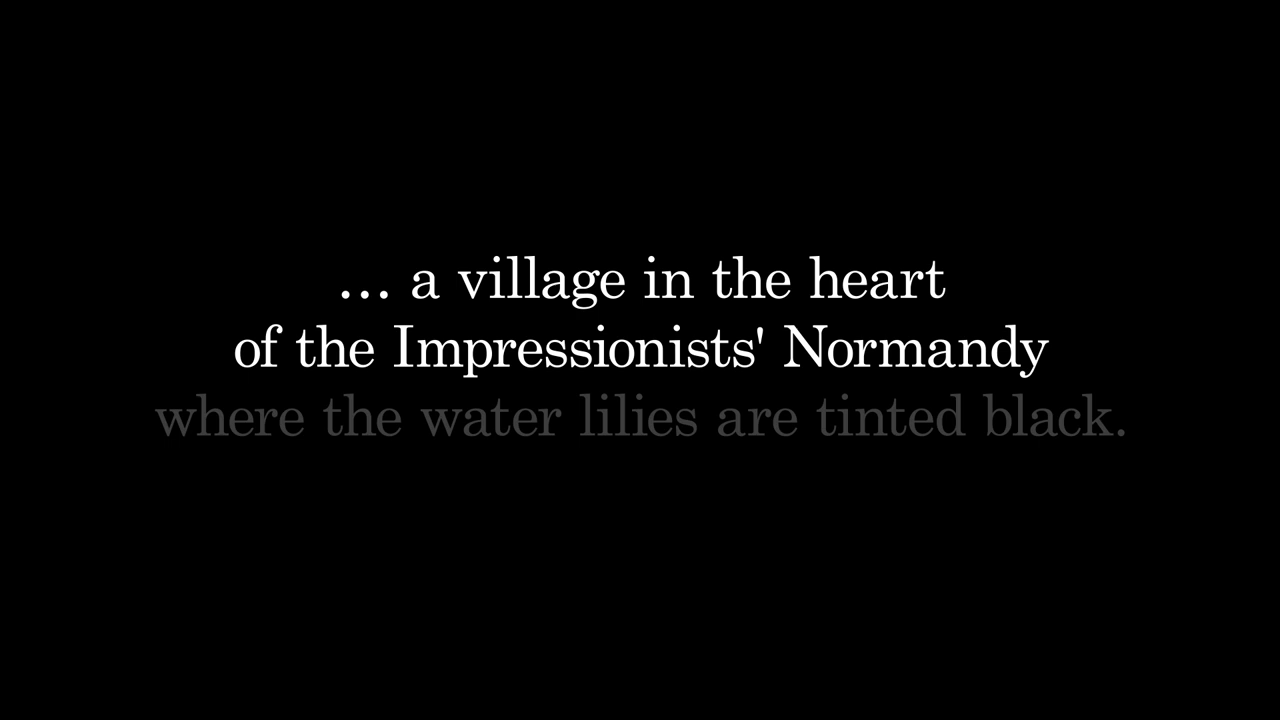 … a village in the heart
of the Impressionists' Normandy
where the water lilies are tinted black.